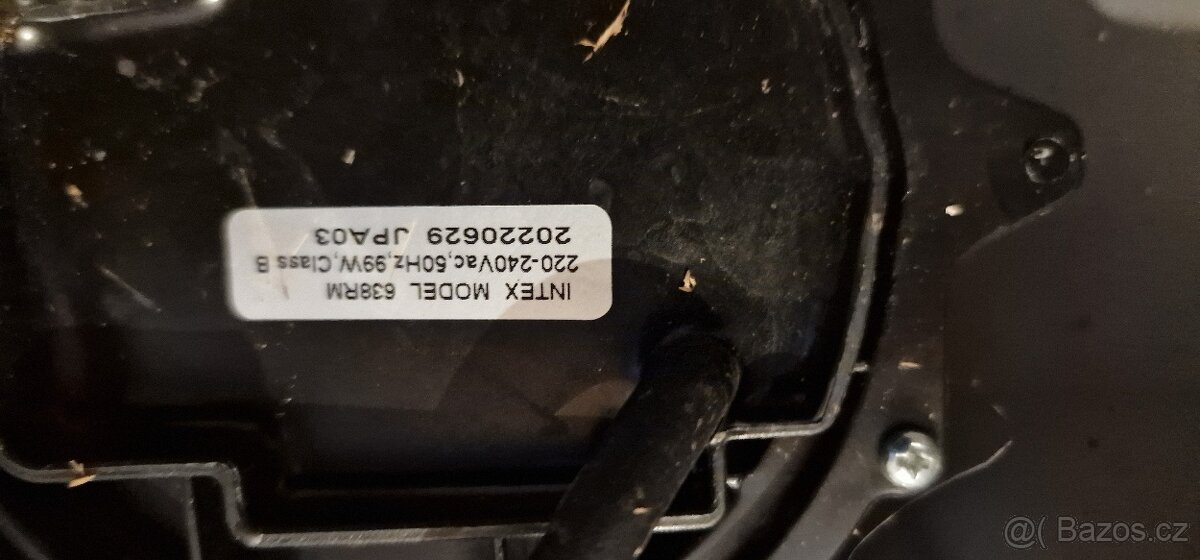 INTEX MODEL 638RM
220-240Vac,50Hz,99W,Class B
20220629 JPA03
@( Bazos.cz